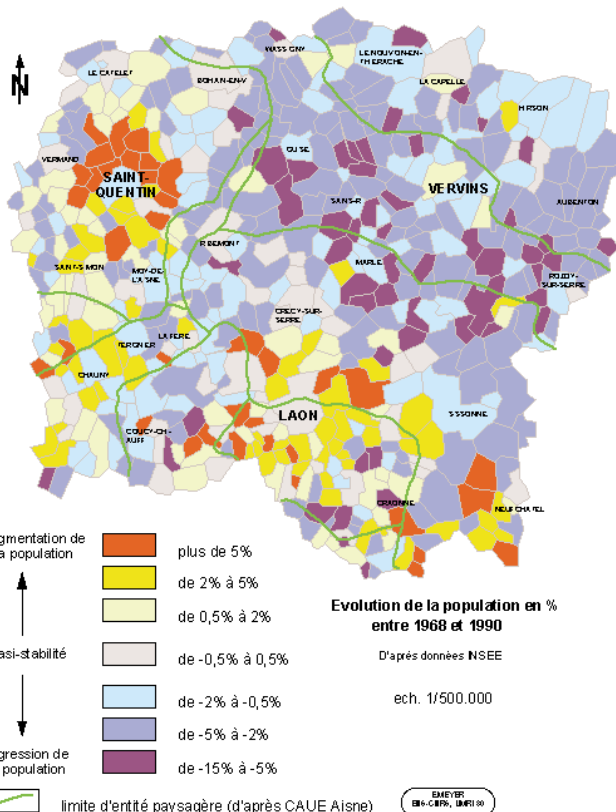 WASSIGNY
LE NOUVION-EN-
THIERACHE
LE CATELET
BOHAIN-EN-V
LA CAPELLE
N
HIRSON
VERMAND
GUISE
SAINT-
QUENTIN
VERVINS
SAINS-R
AUBENTON
RIBEMONT
SAINT-SIMON
MOY-DE-
L'AISNE
MARLE
ROZOY-
SUR-SERRE
CRECY-SUR-
SERRE
LA FERE
TERGNIER
CHAUNY
LAON
SISSONNE
COUCY-CH-
AUFF
CRAONNE
NEUFCHATEL
gmentation de
a population
plus de 5%
de 2% à 5%
de 0,5% à 2%
Evolution de la population en %
entre 1968 et 1990
asi-stabilité
de -0,5% à 0,5%
D'après données INSEE
de -2% à -0,5%
ech. 1/500.000
de -5% à -2%
gression de
population
de -15% à -5%
limite d'entité paysagère (d'après CAUE Aisne)
E.MEYER